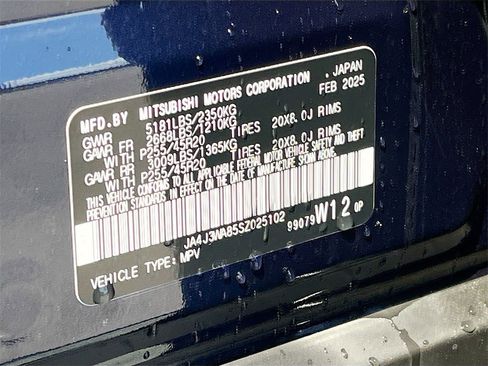 MFD.BY MITSUBISHI MOTORS CORPORATION . JAPAN
GVWR 5181LBS/2350KG FEB 2025
GAWR FR 2668LBS/1210KG
WITH P255/45R20 TIRES 20X8.0J RIMS
GAWR RR 3009LBS/1365KG
WITH P255/45R20 TIRES 20X8.0J RIMS
THIS VEHICLE CONFORMS TO ALL APPLICABLE FEDERAL MOTOR VEHICLE SAFETY AND THEFT
PREVENTION STANDARDS IN EFFECT ON THE DATE OF MANUFACTURE SHOWN ABOVE.
JA4J3WA85SZ025102
99079 W12 0P
VEHICLE TYPE: MPV